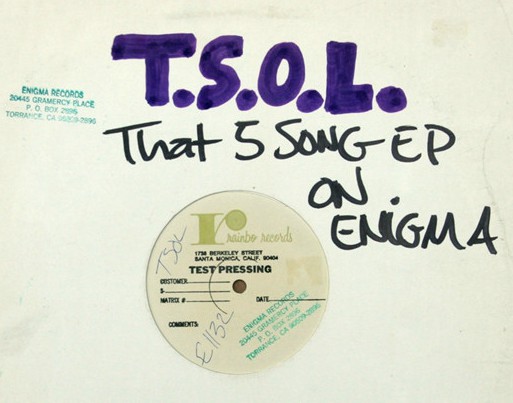 T.S.O.L.
ENIGMA RECORDS
20445 GRAMERCY PLACE
P. O. BOX 2896
TORRANCE, CA 90509-2896
That 5 SONG EP
ON
ENIGMA
r
rainbo records
1738 BERKELEY STREET
SANTA MONICA, CALIF. 90404
TEST PRESSING
TSOL
CUSTOMER
S-
MATRIX #
DATE
COMMENTS:
E1132
ENIGMA RECORDS
20445 GRAMERCY PLACE
P. O. BOX 2896
TORRANCE, CA 90509-2896